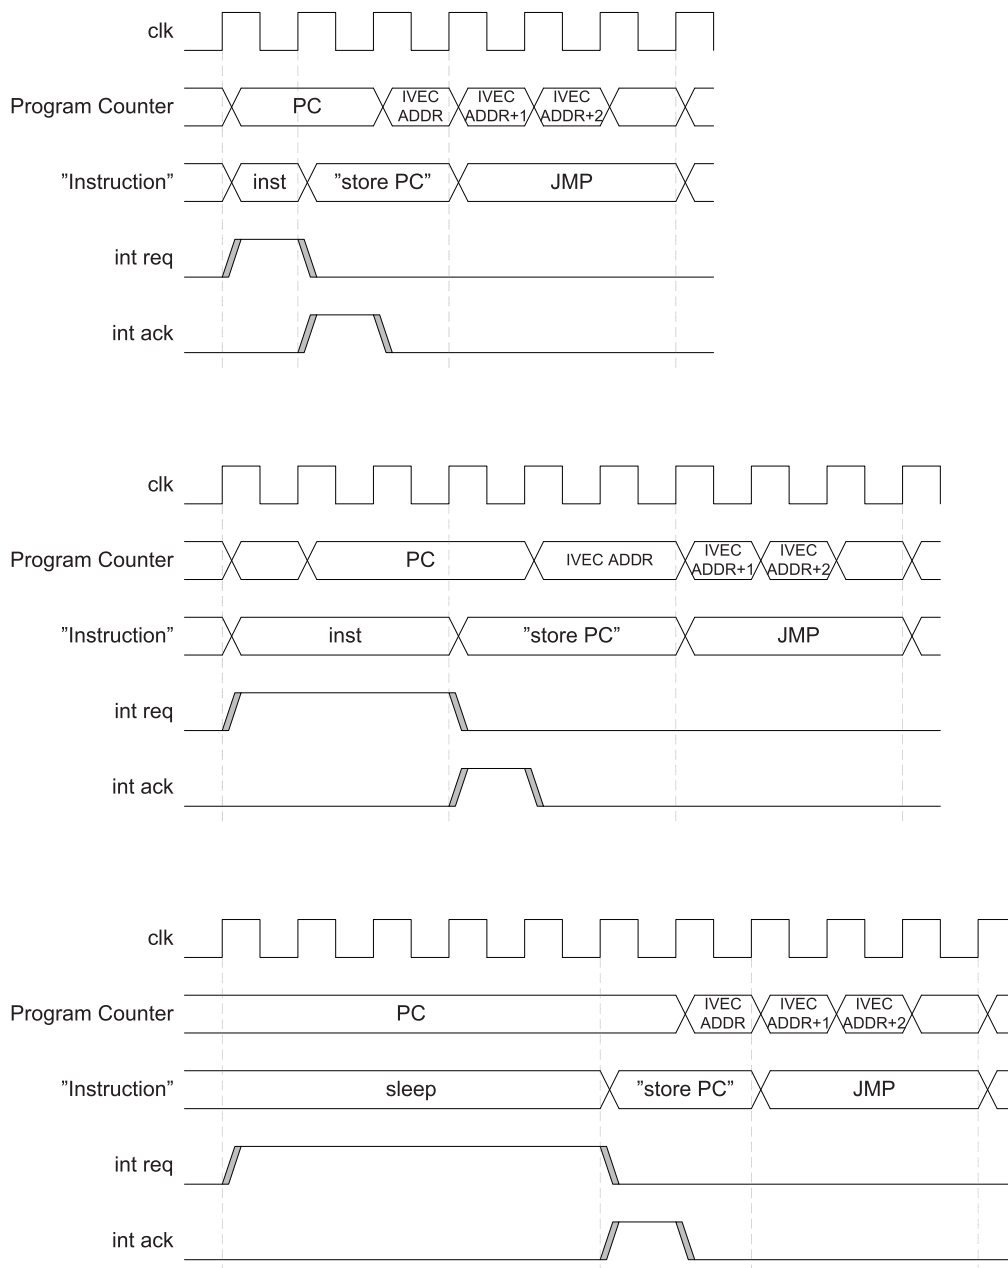 clk
Program Counter
PC
IVEC
ADDR
IVEC
ADDR+1
IVEC
ADDR+2
”Instruction”
inst
”store PC”
JMP
int req
int ack
clk
Program Counter
PC
IVEC ADDR
IVEC
ADDR+1
IVEC
ADDR+2
”Instruction”
inst
”store PC”
JMP
int req
int ack
clk
Program Counter
PC
IVEC
ADDR
IVEC
ADDR+1
IVEC
ADDR+2
”Instruction”
sleep
”store PC”
JMP
int req
int ack